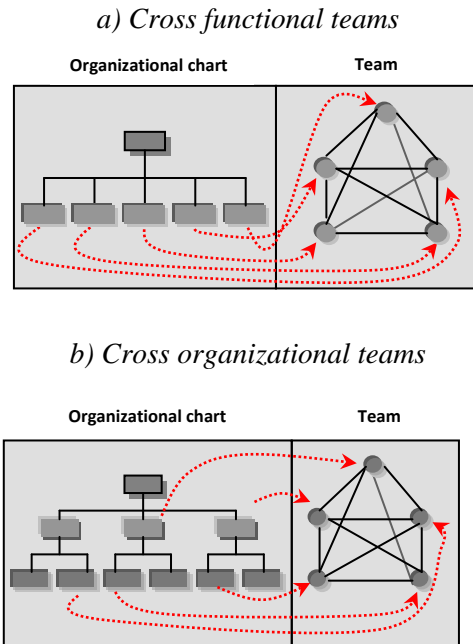 a) Cross functional teams
Organizational chart
Team
b) Cross organizational teams
Organizational chart
Team